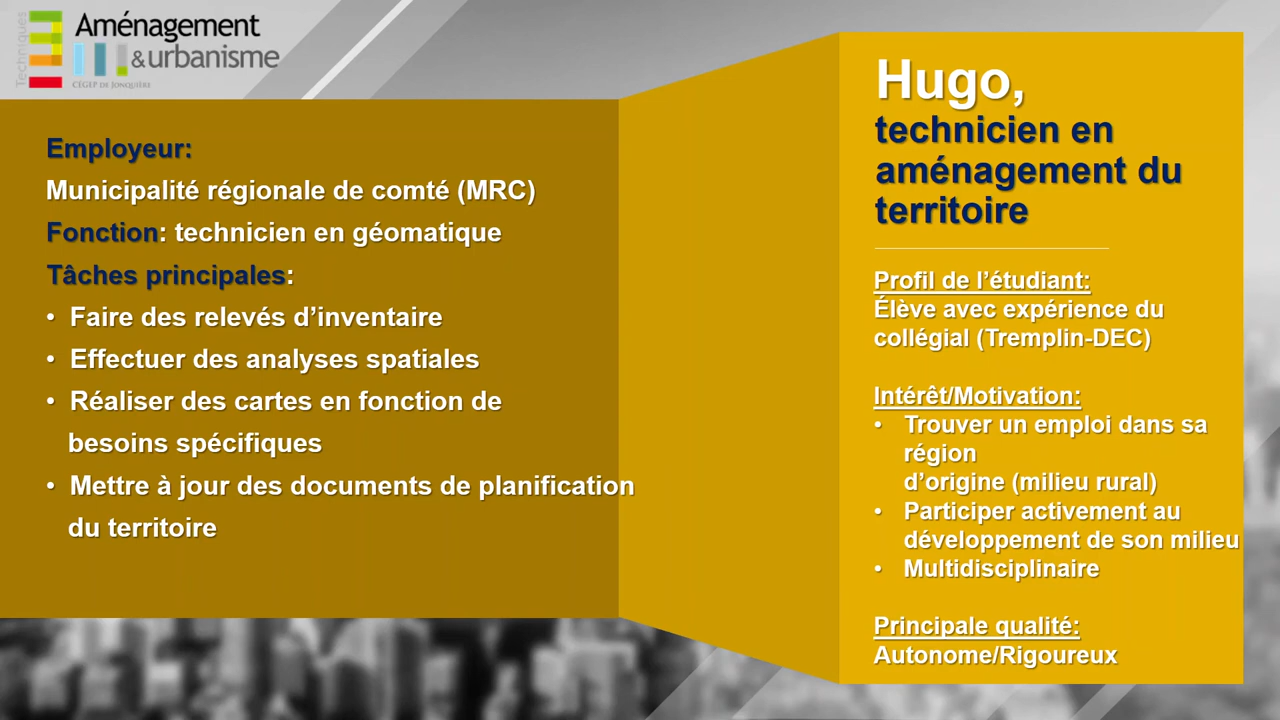 Techniques
Aménagement
&urbanisme
CÉGEP DE JONQUIÈRE
Employeur:
Municipalité régionale de comté (MRC)
Fonction: technicien en géomatique
Tâches principales:
• Faire des relevés d’inventaire
• Effectuer des analyses spatiales
• Réaliser des cartes en fonction de
besoins spécifiques
• Mettre à jour des documents de planification
du territoire
Hugo,
technicien en
aménagement du
territoire
Profil de l’étudiant:
Élève avec expérience du
collégial (Tremplin-DEC)
Intérêt/Motivation:
• Trouver un emploi dans sa
région
d’origine (milieu rural)
• Participer activement au
développement de son milieu
• Multidisciplinaire
Principale qualité:
Autonome/Rigoureux